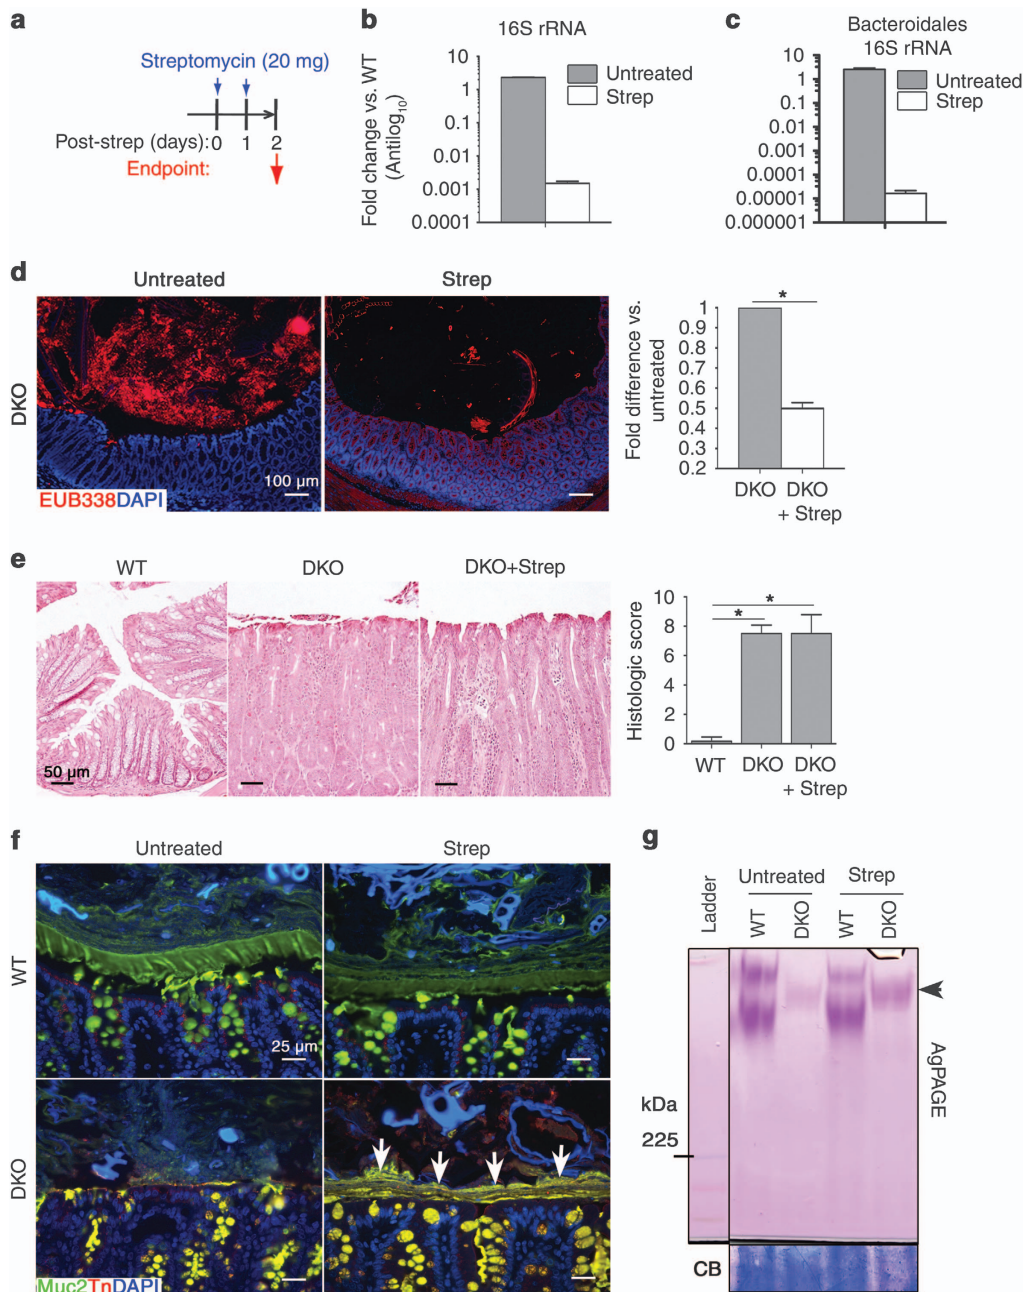 a
Streptomycin (20 mg)
Post-strep (days): 0 1 2
Endpoint:
b
16S rRNA
Fold change vs. WT
(Antilog10)
10
1
0.1
0.01
0.001
0.0001
Untreated
Strep
c
Bacteroidales
16S rRNA
10
1
0.1
0.01
0.001
0.0001
0.00001
0.000001
Untreated
Strep
d
Untreated
Strep
DKO
100 µm
EUB338DAPI
Fold difference vs.
untreated
1
0.9
0.8
0.7
0.6
0.5
0.4
0.3
0.2
*
DKO
DKO
+ Strep
e
WT
DKO
DKO+Strep
50 µm
Histologic score
10
8
6
4
2
0
*
*
WT
DKO
DKO
+ Strep
f
Untreated
Strep
WT
25 µm
DKO
Muc2TnDAPI
g
Untreated
Strep
Ladder
WT
DKO
WT
DKO
AgPAGE
kDa
225
CB